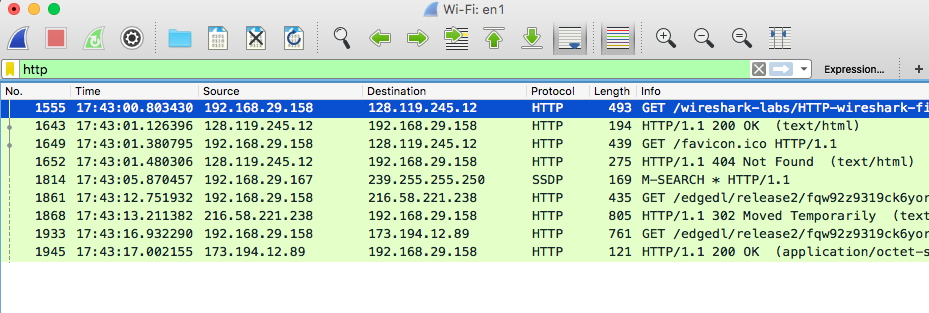 Wi-Fi: en1
http Expression... +
No. Time Source Destination Protocol Length Info
1555 17:43:00.803430 192.168.29.158 128.119.245.12 HTTP 493 GET /wireshark-labs/HTTP-wireshark-fi
1643 17:43:01.126396 128.119.245.12 192.168.29.158 HTTP 194 HTTP/1.1 200 OK (text/html)
1649 17:43:01.380795 192.168.29.158 128.119.245.12 HTTP 439 GET /favicon.ico HTTP/1.1
1652 17:43:01.480306 128.119.245.12 192.168.29.158 HTTP 275 HTTP/1.1 404 Not Found (text/html)
1814 17:43:05.870457 192.168.29.167 239.255.255.250 SSDP 169 M-SEARCH * HTTP/1.1
1861 17:43:12.751932 192.168.29.158 216.58.221.238 HTTP 435 GET /edgedl/release2/fqw92z9319ck6yor
1868 17:43:13.211382 216.58.221.238 192.168.29.158 HTTP 805 HTTP/1.1 302 Moved Temporarily (tex
1933 17:43:16.932290 192.168.29.158 173.194.12.89 HTTP 761 GET /edgedl/release2/fqw92z9319ck6yor
1945 17:43:17.002155 173.194.12.89 192.168.29.158 HTTP 121 HTTP/1.1 200 OK (application/octet-s